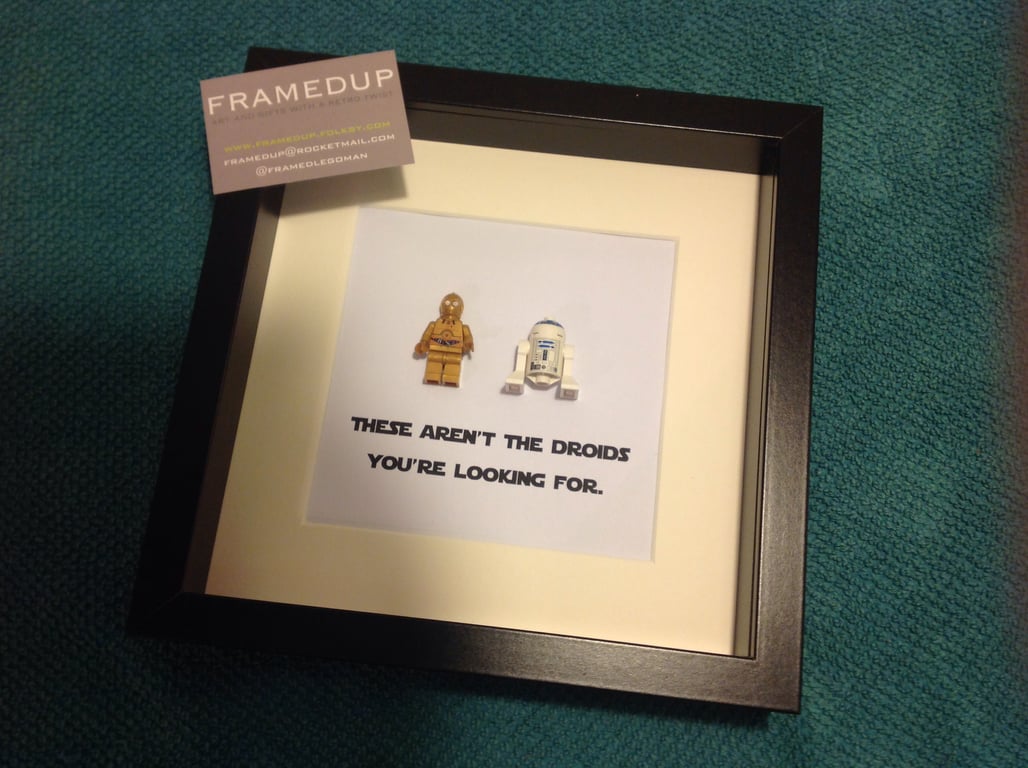 FRAMEDUP
ART AND GIFTS WITH A RETRO TWIST
WWW.FRAMEDUP.FOLKSY.COM
FRAMEDUP@ROCKETMAIL.COM
@FRAMEDLEGOMAN
THESE AREN'T THE DROIDS
YOU'RE LOOKING FOR.